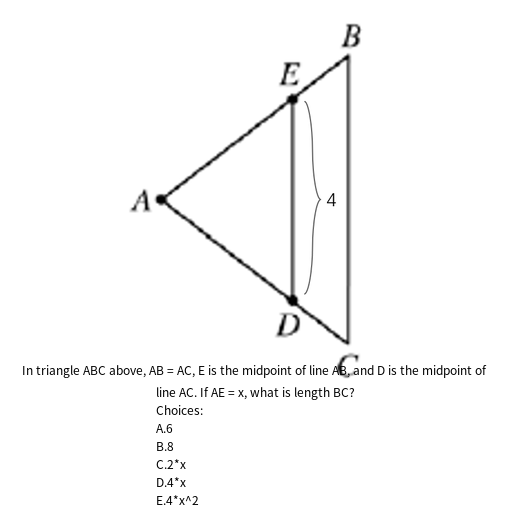 B
E
A
4
D
C
In triangle ABC above, AB = AC, E is the midpoint of line AB, and D is the midpoint of
line AC. If AE = x, what is length BC?
Choices:
A.6
B.8
C.2*x
D.4*x
E.4*x^2